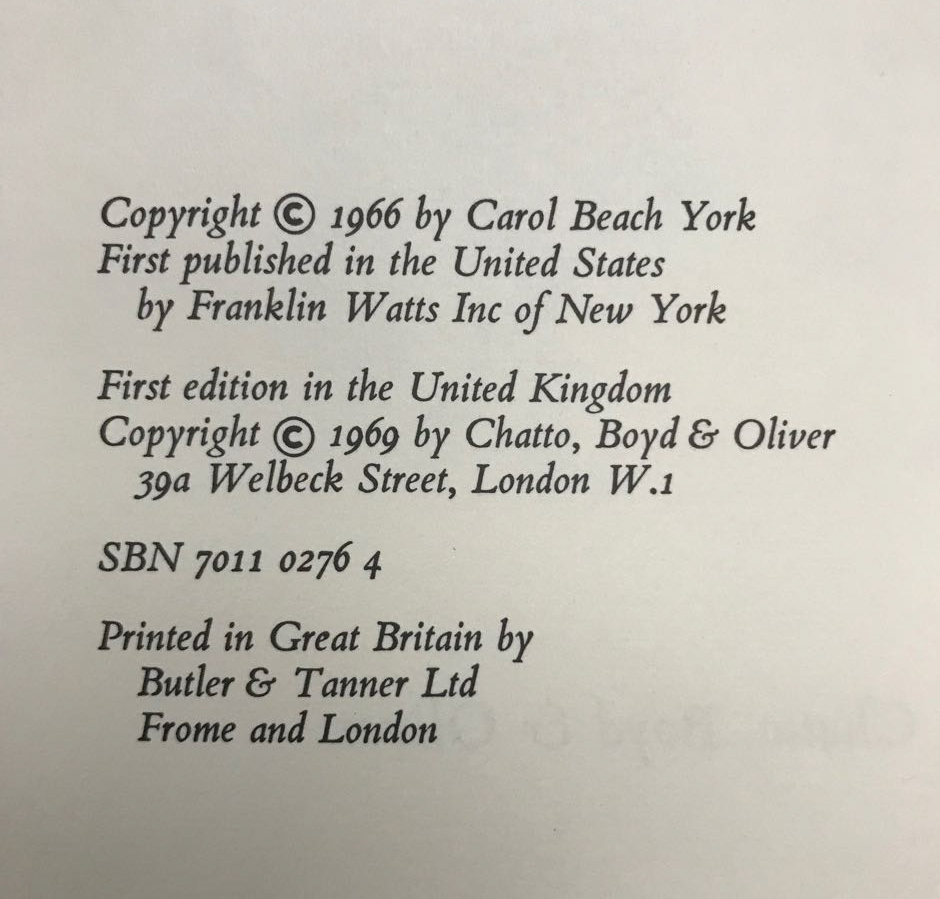 Copyright © 1966 by Carol Beach York
First published in the United States
by Franklin Watts Inc of New York
First edition in the United Kingdom
Copyright © 1969 by Chatto, Boyd & Oliver
39a Welbeck Street, London W.1
SBN 7011 0276 4
Printed in Great Britain by
Butler & Tanner Ltd
Frome and London